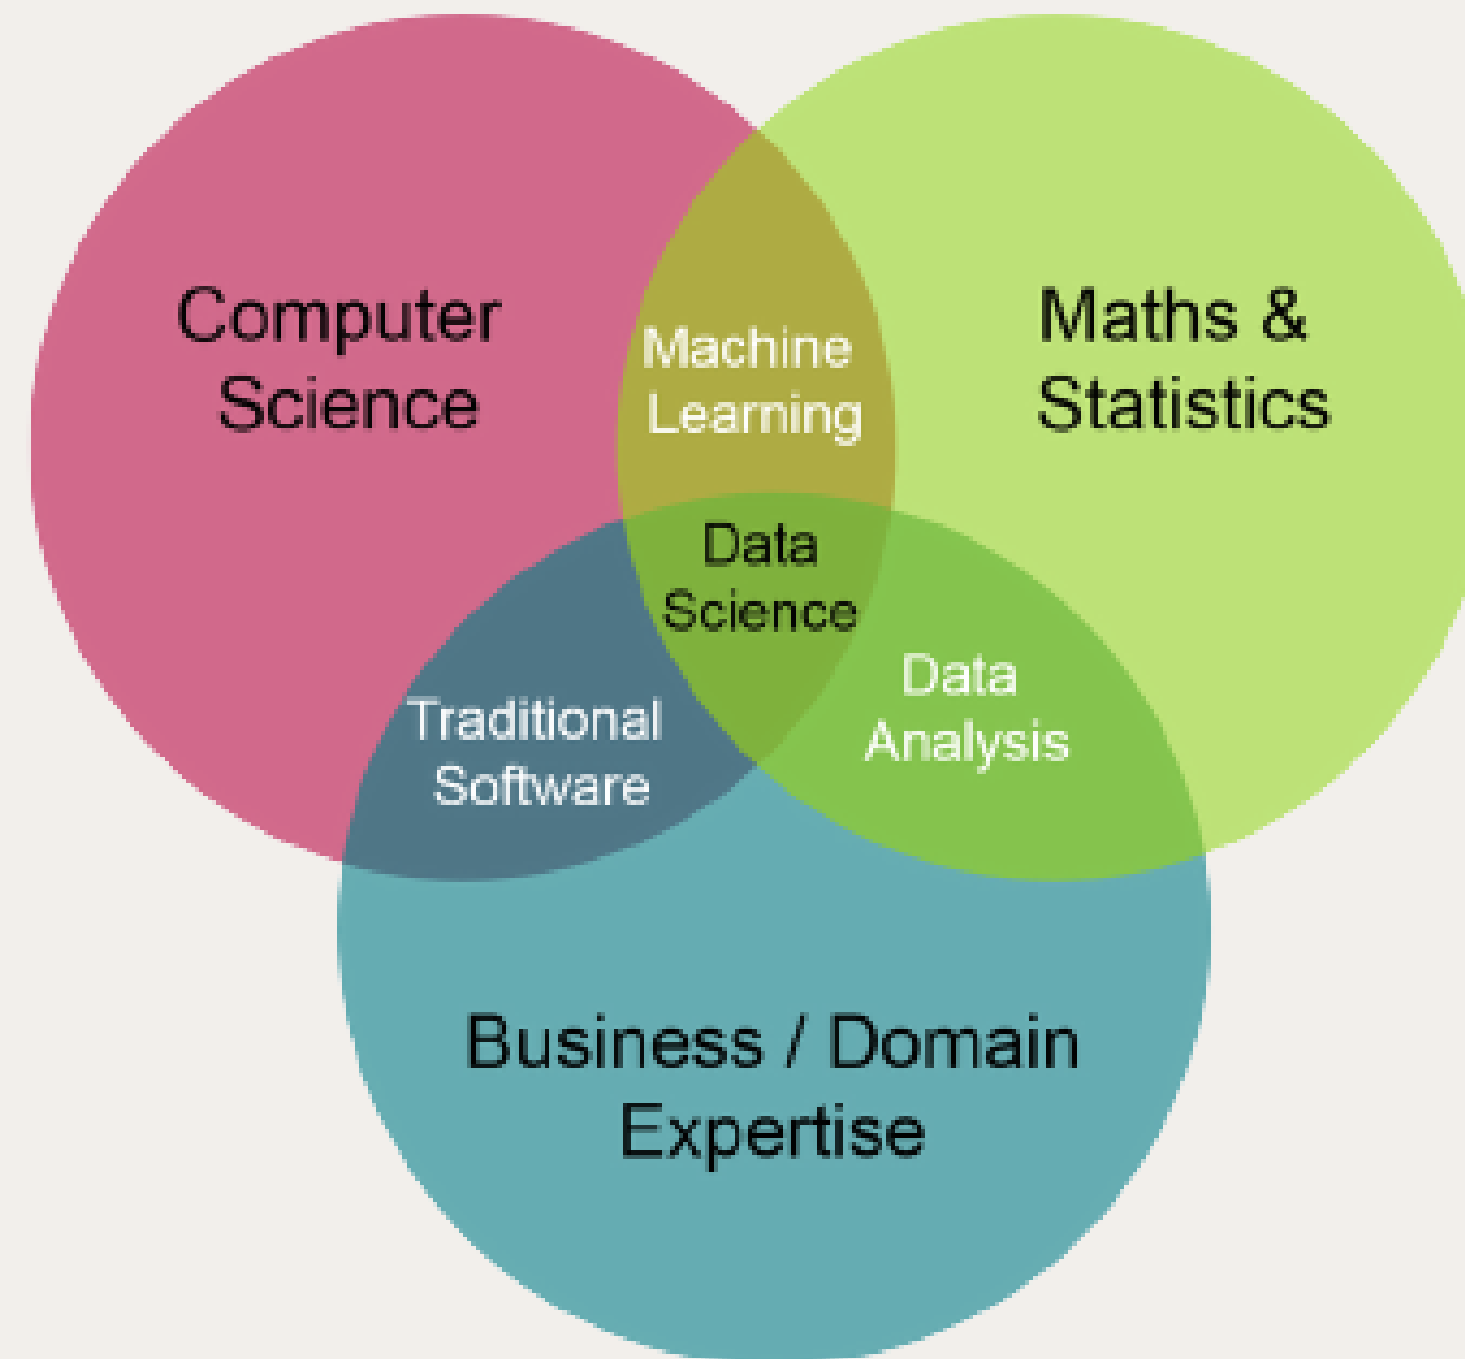 Computer
Science
Maths &
Statistics
Machine
Learning
Data
Science
Data
Analysis
Traditional
Software
Business / Domain
Expertise